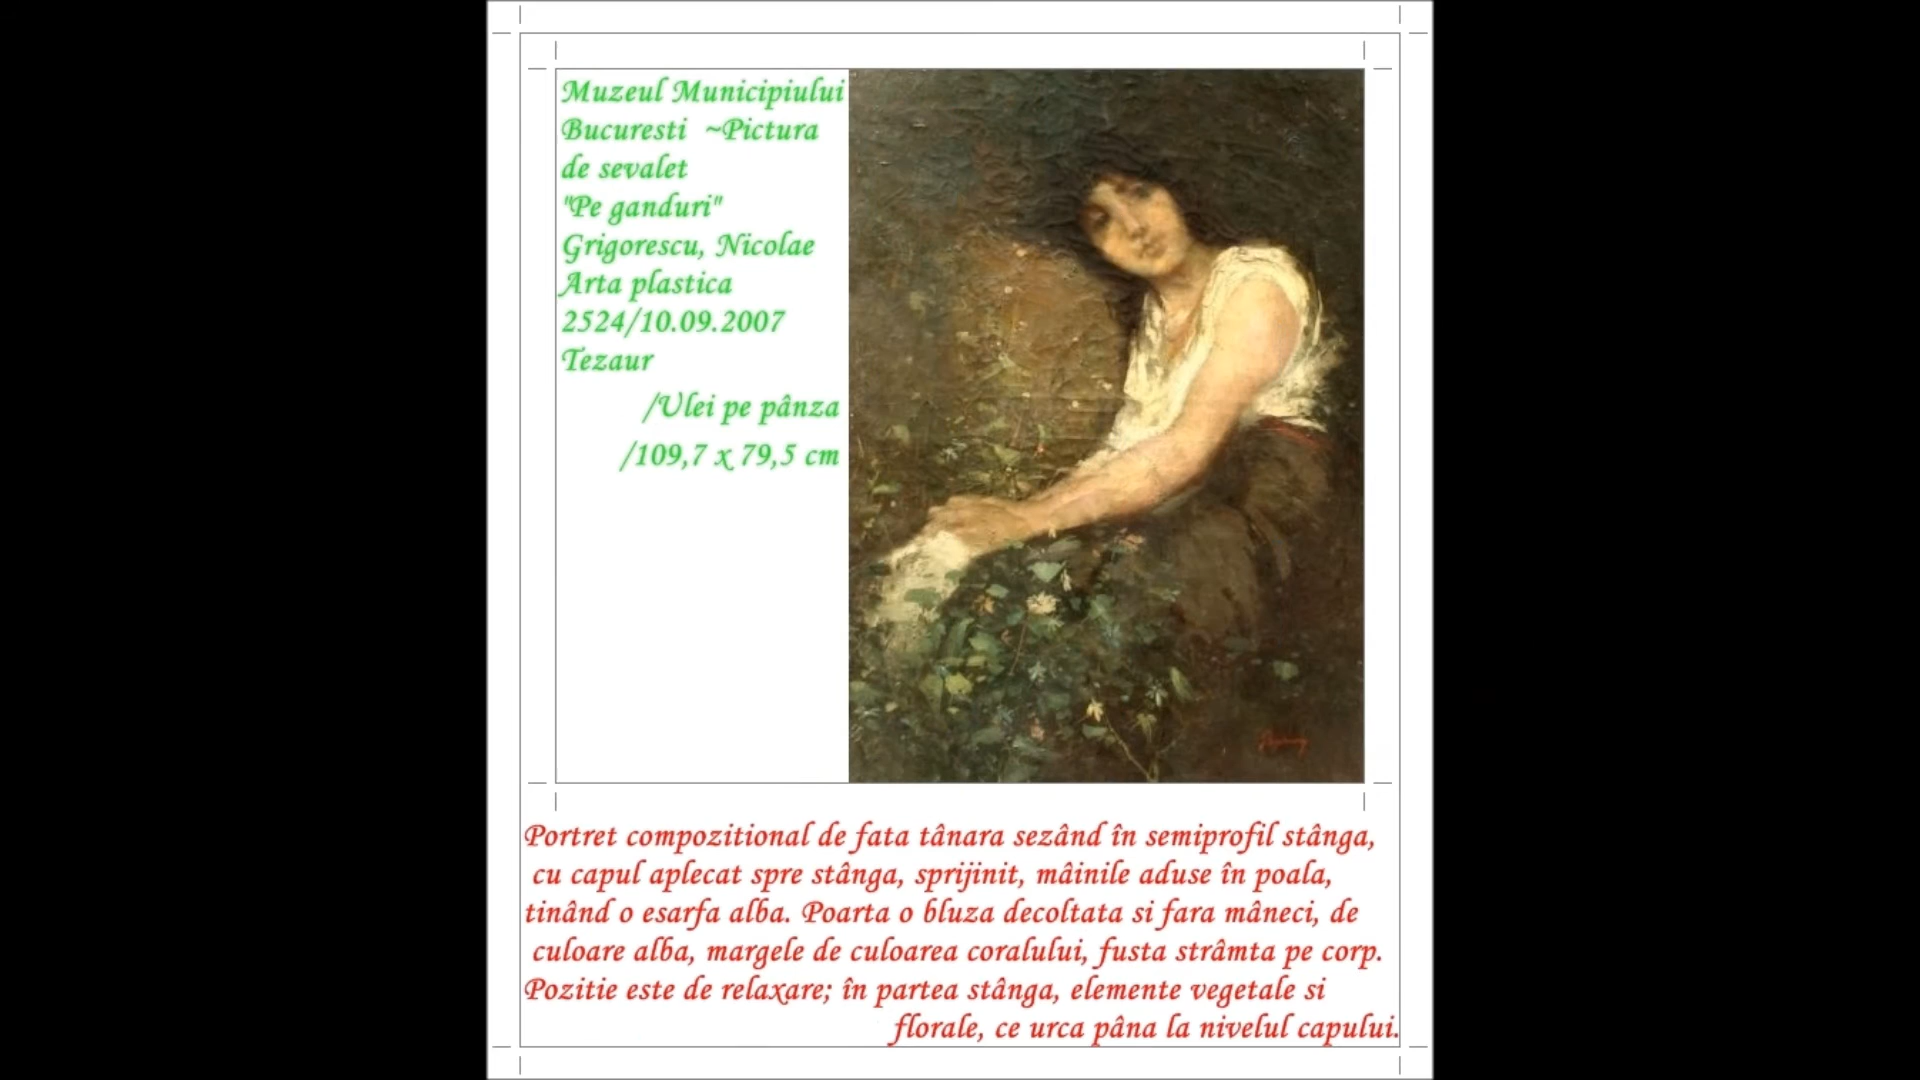 Muzeul Municipiului
Bucuresti ~Pictura
de sevalet
"Pe ganduri"
Grigorescu, Nicolae
Arta plastica
2524/10.09.2007
Tezaur
/Ulei pe pânza
/109,7 x 79,5 cm
Portret compozitional de fata tânara sezând în semiprofil stânga,
cu capul aplecat spre stânga, sprijinit, mâinile aduse în poala,
tinând o esarfa alba. Poarta o bluza decoltata si fara mâneci, de
culoare alba, margele de culoarea coralului, fusta strâmta pe corp.
Pozitie este de relaxare; în partea stânga, elemente vegetale si
florale, ce urca pâna la nivelul capului.